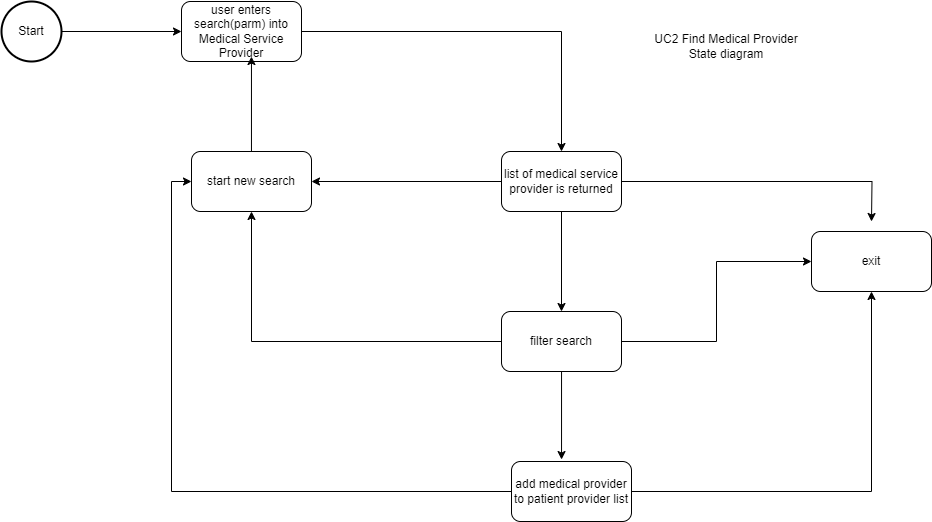 Start
user enters
search(parm) into
Medical Service
Provider
UC2 Find Medical Provider
State diagram
start new search
list of medical service
provider is returned
exit
filter search
add medical provider
to patient provider list